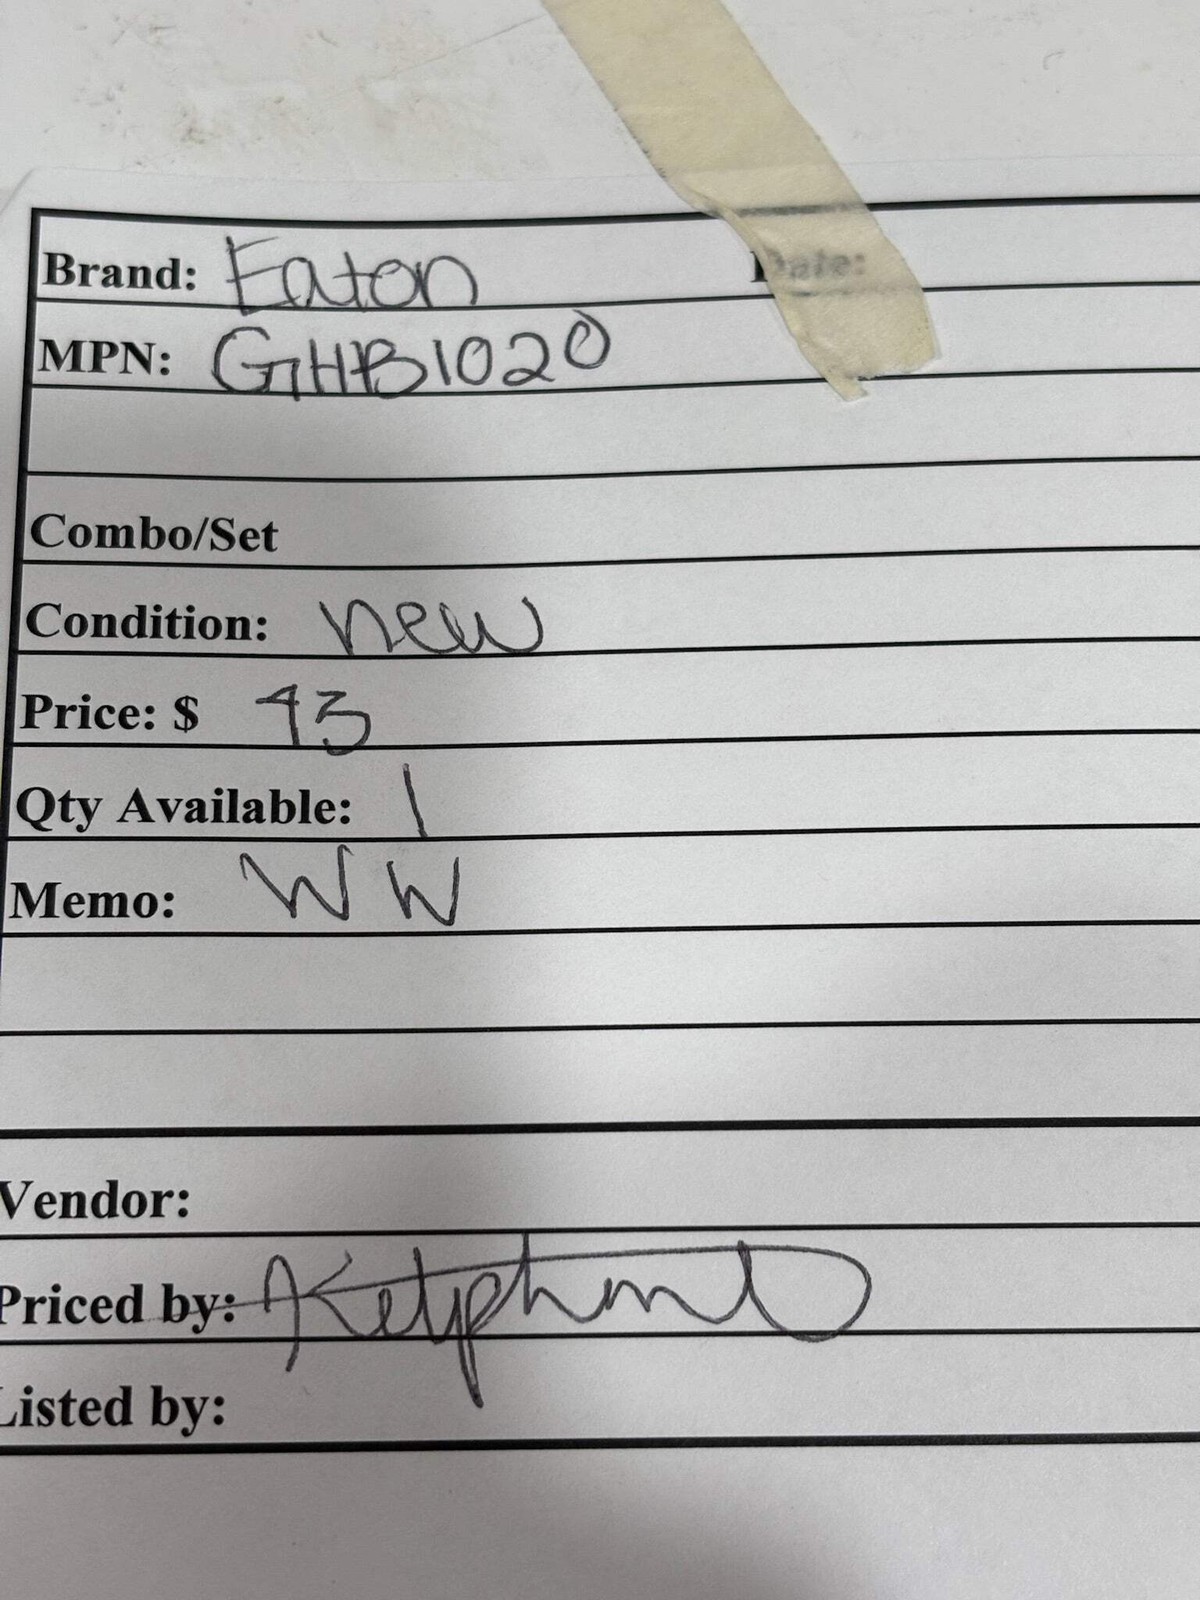 Brand: Eaton Date:
MPN: GHB1020
Combo/Set
Condition: new
Price: $ 43
Qty Available: 1
Memo: WW
Vendor:
Priced by:
Listed by: